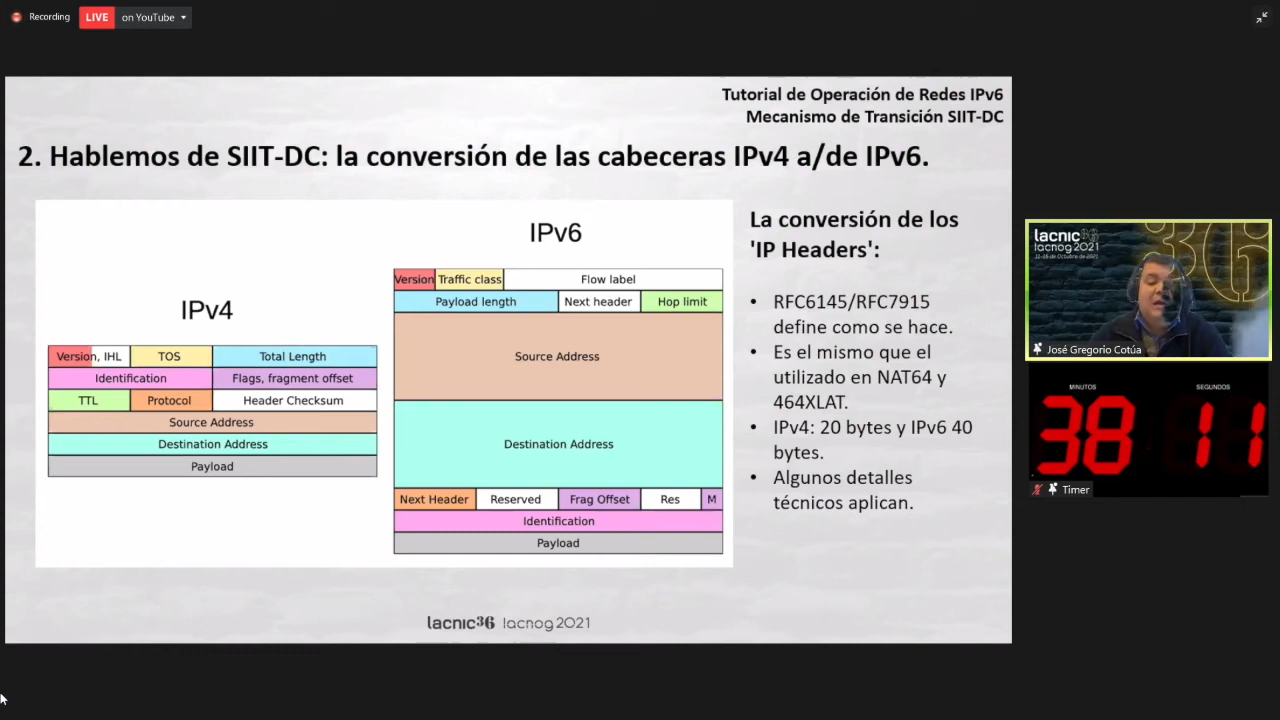 Recording
LIVE on YouTube
Tutorial de Operación de Redes IPv6
Mecanismo de Transición SIIT-DC
2. Hablemos de SIIT-DC: la conversión de las cabeceras IPv4 a/de IPv6.
IPv4
Version, IHL TOS Total Length
Identification Flags, fragment offset
TTL Protocol Header Checksum
Source Address
Destination Address
Payload
IPv6
Version Traffic class Flow label
Payload length Next header Hop limit
Source Address
Destination Address
Next Header Reserved Frag Offset Res M
Identification
Payload
La conversión de los
'IP Headers':
• RFC6145/RFC7915
define como se hace.
• Es el mismo que el
utilizado en NAT64 y
464XLAT.
• IPv4: 20 bytes y IPv6 40
bytes.
• Algunos detalles
técnicos aplican.
lacnic36 lacnog2021
lacnic36
lacnog2021
11-15 de Octubre de 2021
José Gregorio Cotúa
MINUTOS SEGUNDOS
38 11
Timer